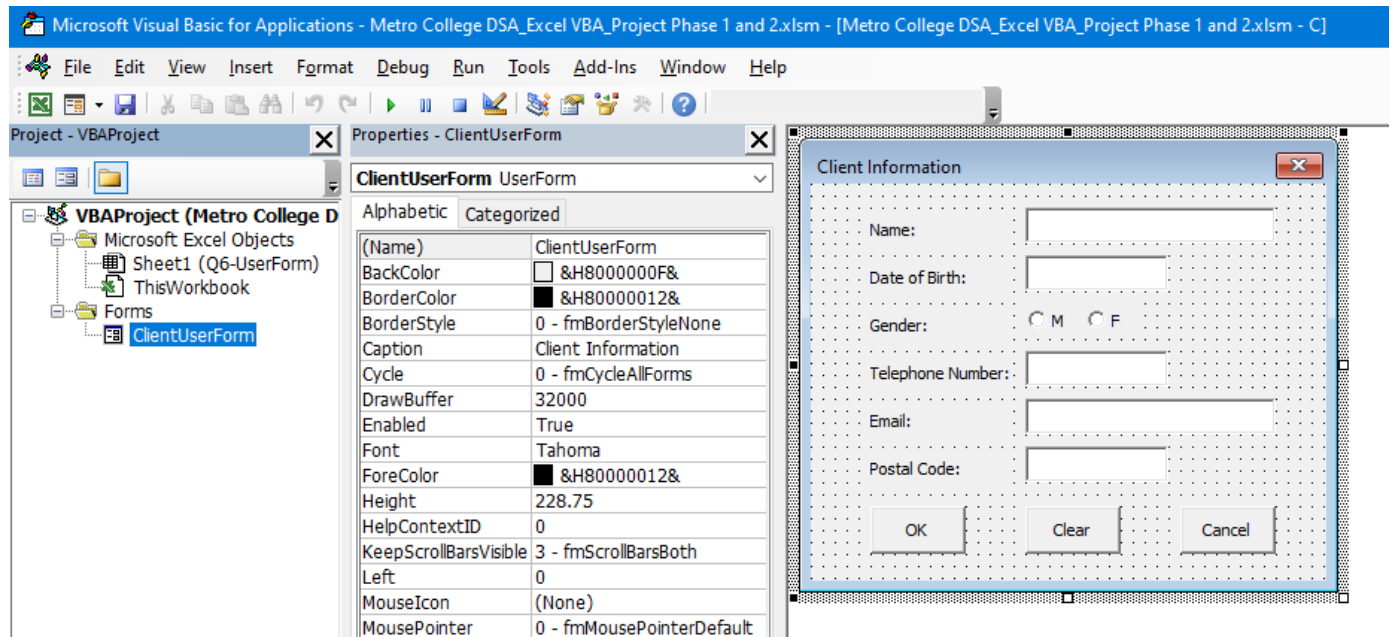 Microsoft Visual Basic for Applications - Metro College DSA_Excel VBA_Project Phase 1 and 2.xlsm - [Metro College DSA_Excel VBA_Project Phase 1 and 2.xlsm - C]
File Edit View Insert Format Debug Run Tools Add-Ins Window Help
Project - VBAProject
VBAProject (Metro College D
Microsoft Excel Objects
Sheet1 (Q6-UserForm)
ThisWorkbook
Forms
ClientUserForm
Properties - ClientUserForm
ClientUserForm UserForm
Alphabetic Categorized
(Name) ClientUserForm
BackColor &H8000000F&
BorderColor &H80000012&
BorderStyle 0 - fmBorderStyleNone
Caption Client Information
Cycle 0 - fmCycleAllForms
DrawBuffer 32000
Enabled True
Font Tahoma
ForeColor &H80000012&
Height 228.75
HelpContextID 0
KeepScrollBarsVisible 3 - fmScrollBarsBoth
Left 0
MouseIcon (None)
MousePointer 0 - fmMousePointerDefault
Client Information
Name:
Date of Birth:
Gender: M F
Telephone Number:
Email:
Postal Code:
OK Clear Cancel